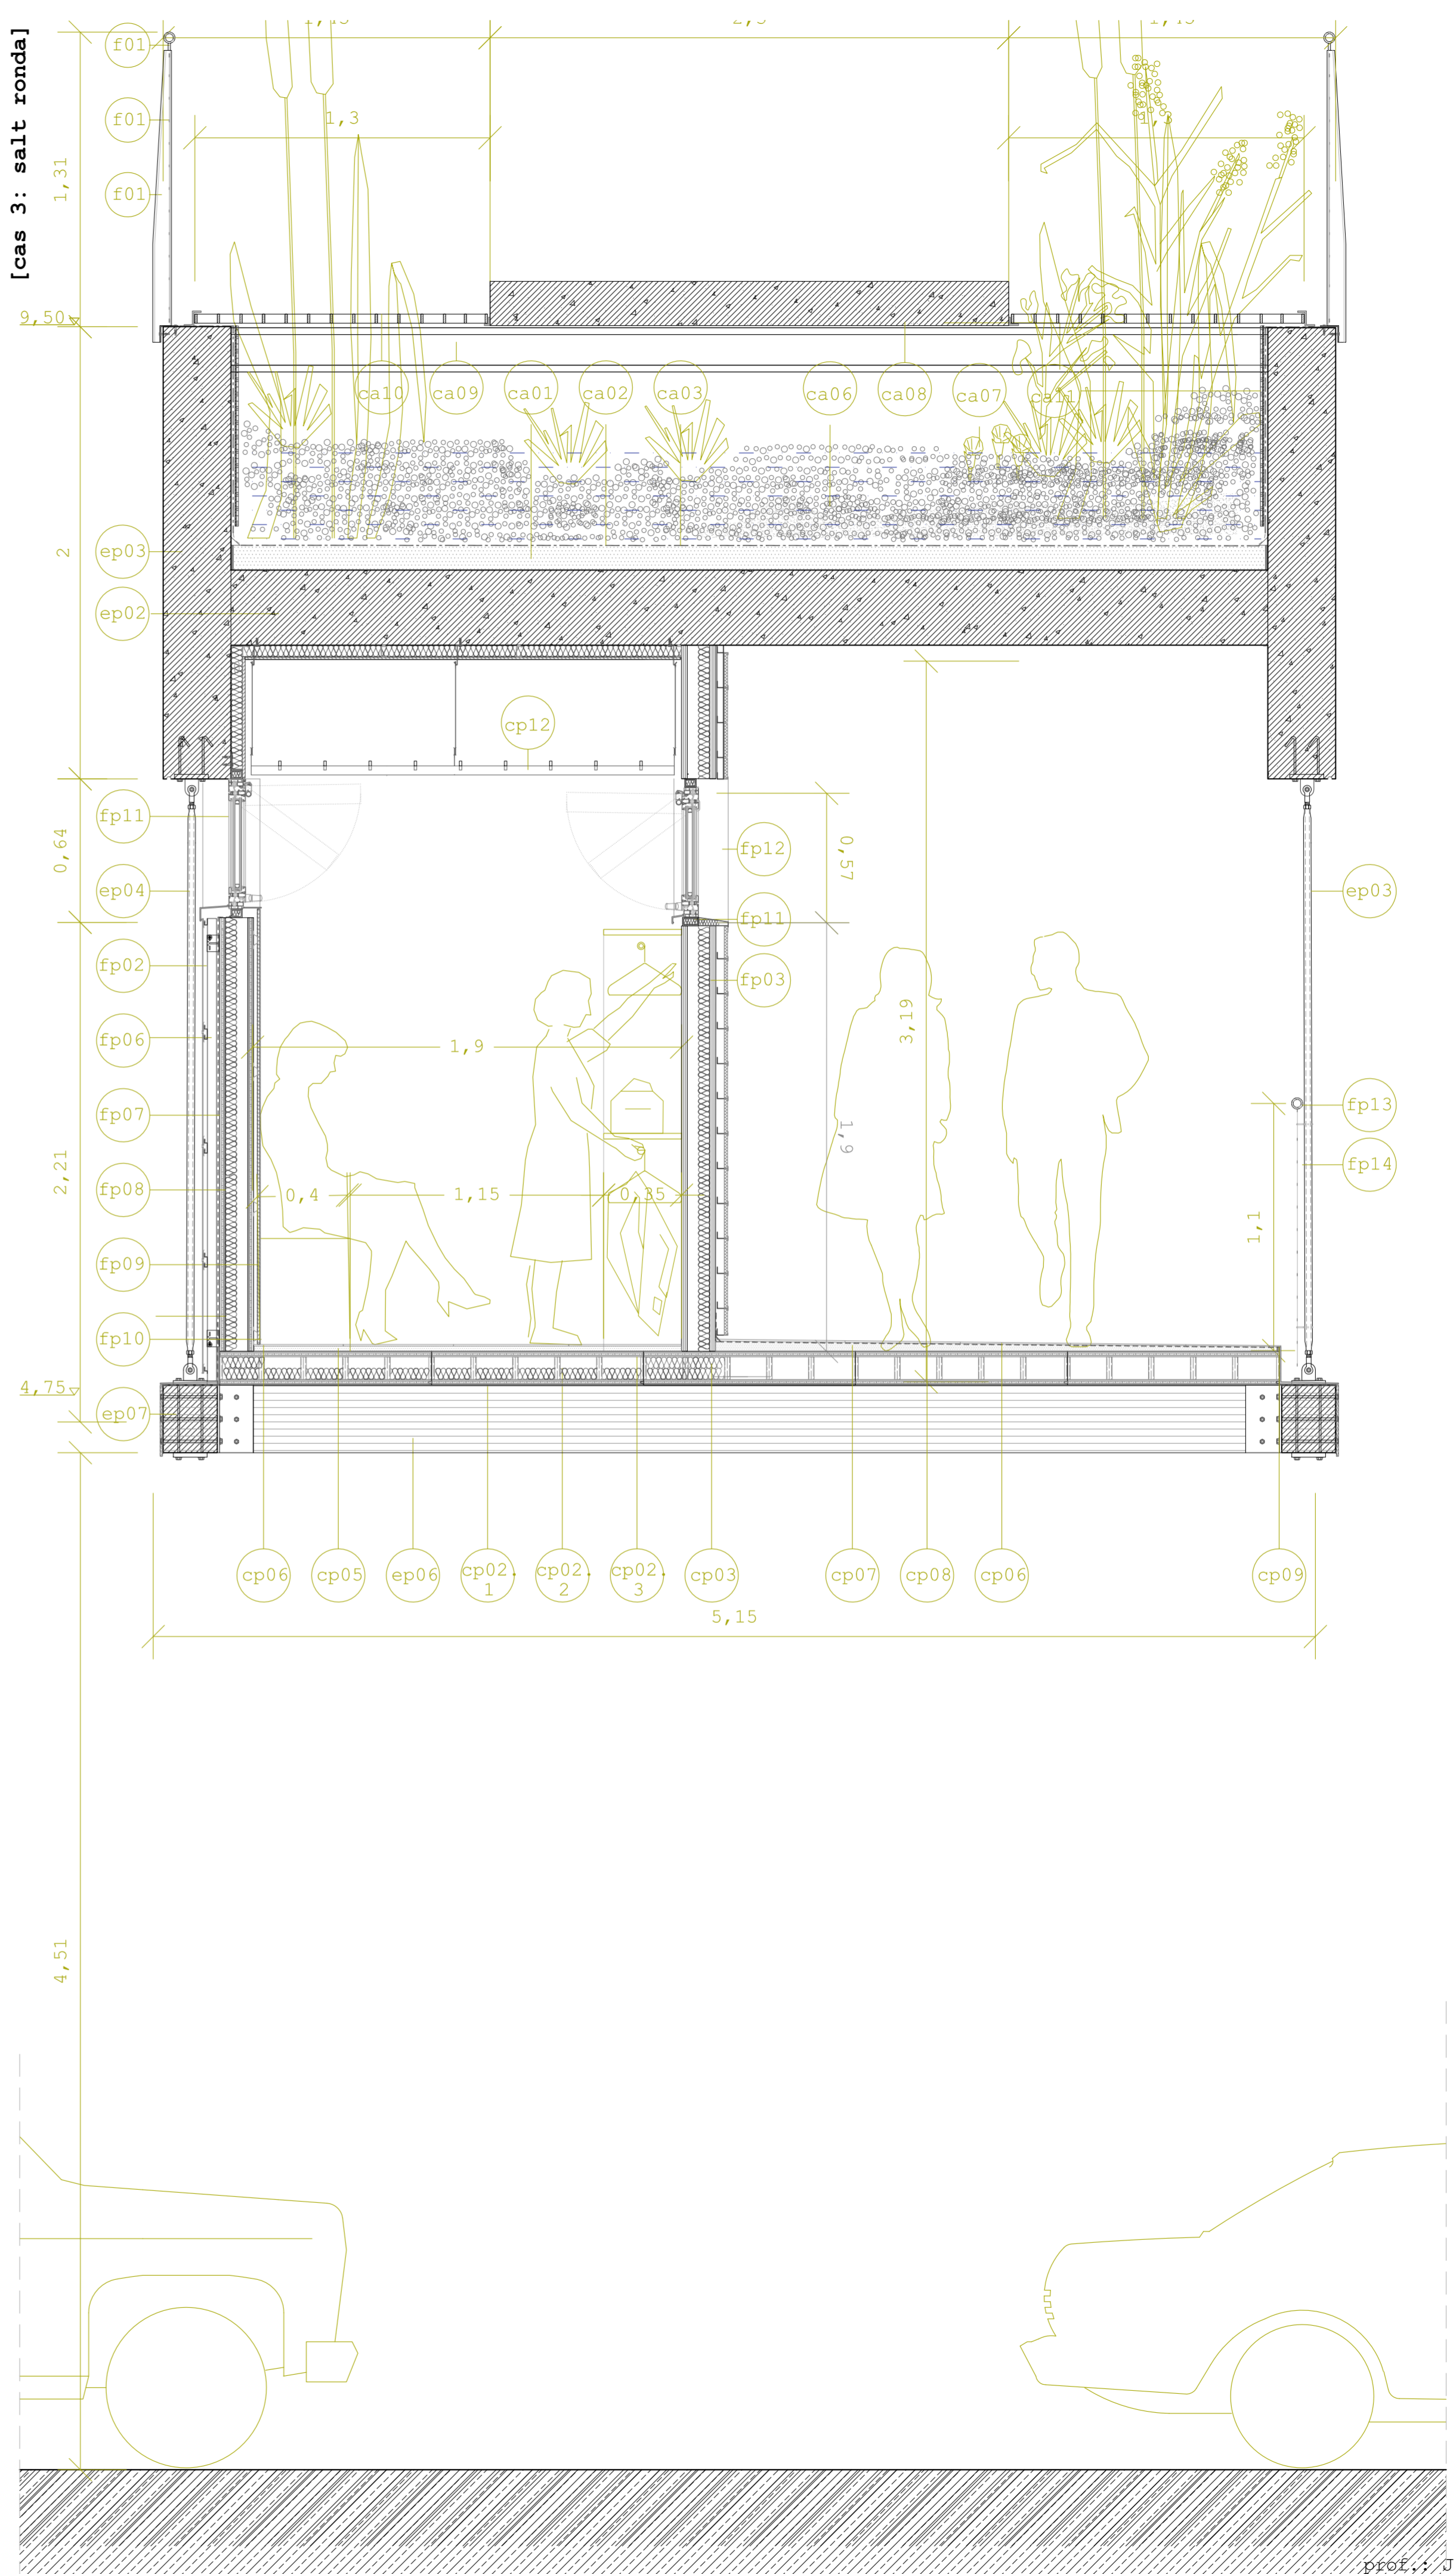 [cas 3: salt ronda]
f01
1,3
1,3
f01
1,31
f01
9,50
ca10
ca09
ca01
ca02
ca03
ca06
ca08
ca07
ca11
2
ep03
ep02
cp12
fp11
0,64
ep04
fp12
0,57
ep03
fp11
fp02
fp03
3,19
fp06
1,9
fp07
fp13
1,9
fp14
2,21
fp08
0,4
1,15
0,35
1,1
fp09
fp10
4,75
ep07
cp06
cp05
ep06
cp02.
1
cp02.
2
cp02.
3
cp03
cp07
cp08
cp06
cp09
5,15
4,51
prof.: